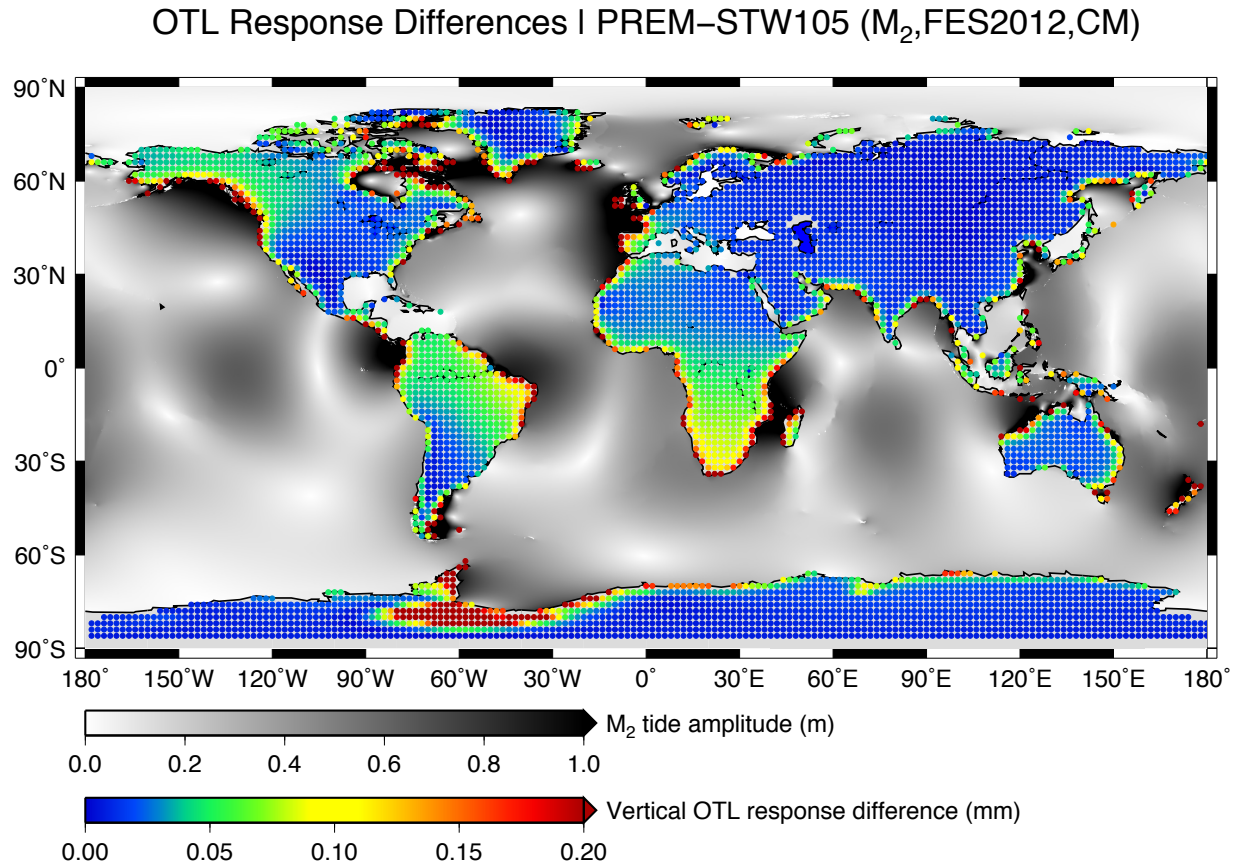 OTL Response Differences | PREM−STW105 (M₂,FES2012,CM)
90˚N
60˚N
30˚N
0˚
30˚S
60˚S
90˚S
180˚ 150˚W 120˚W 90˚W 60˚W 30˚W 0˚ 30˚E 60˚E 90˚E 120˚E 150˚E 180˚
M₂ tide amplitude (m)
0.00 0.2 0.4 0.6 0.8 1.0
Vertical OTL response difference (mm)
0.00 0.05 0.10 0.15 0.20